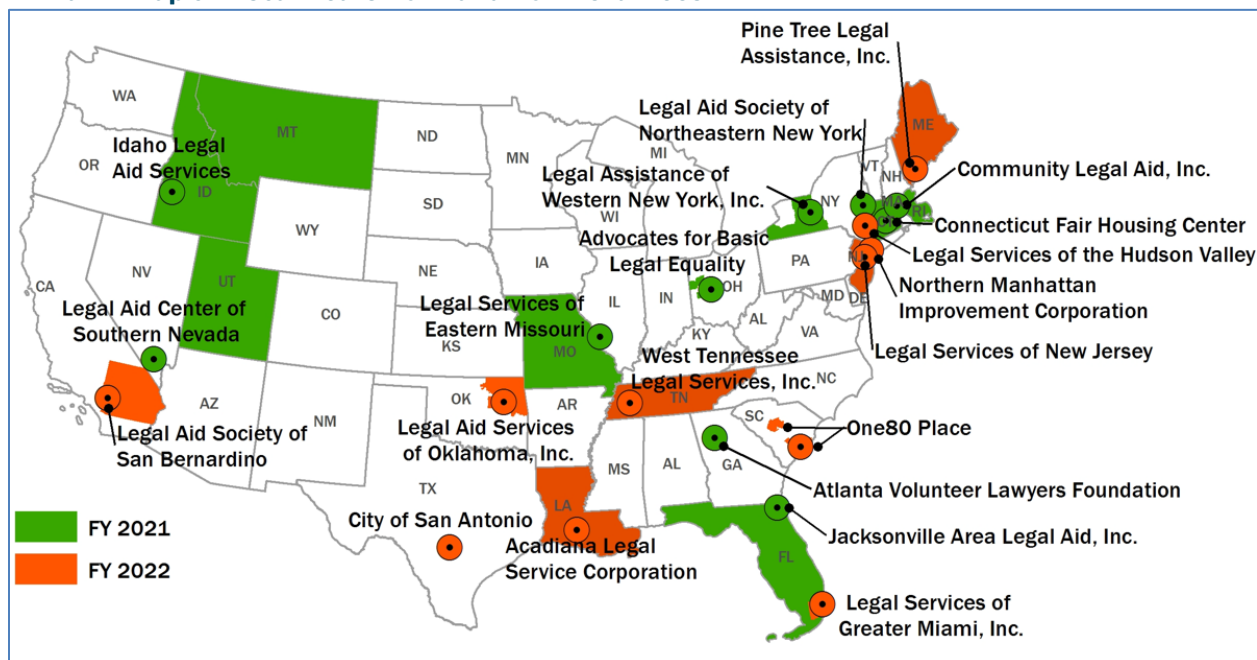 Pine Tree Legal
Assistance, Inc.
Legal Aid Society of
Northeastern New York
Idaho Legal
Aid Services
Legal Assistance of
Western New York, Inc.
Community Legal Aid, Inc.
Connecticut Fair Housing Center
Advocates for Basic
Legal Equality
Legal Services of the Hudson Valley
Northern Manhattan
Improvement Corporation
Legal Aid Center of
Southern Nevada
Legal Services of
Eastern Missouri
Legal Services of New Jersey
West Tennessee
Legal Services, Inc.
Legal Aid Society of
San Bernardino
Legal Aid Services
of Oklahoma, Inc.
One80 Place
Atlanta Volunteer Lawyers Foundation
City of San Antonio
Acadiana Legal
Service Corporation
Jacksonville Area Legal Aid, Inc.
Legal Services of
Greater Miami, Inc.
FY 2021
FY 2022
WA
MT
ND
MN
MI
VT
NH
ME
OR
ID
SD
WI
NY
MA
RI
WY
NE
IA
PA
CA
NV
UT
CO
KS
IL
IN
OH
MD
DE
MO
KY
AL
VA
AZ
NM
OK
AR
TN
NC
SC
TX
LA
MS
AL
GA
FL